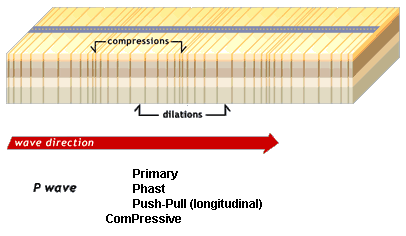 compressions
dilations
wave direction
P wave
Primary
Phast
Push-Pull (longitudinal)
ComPressive